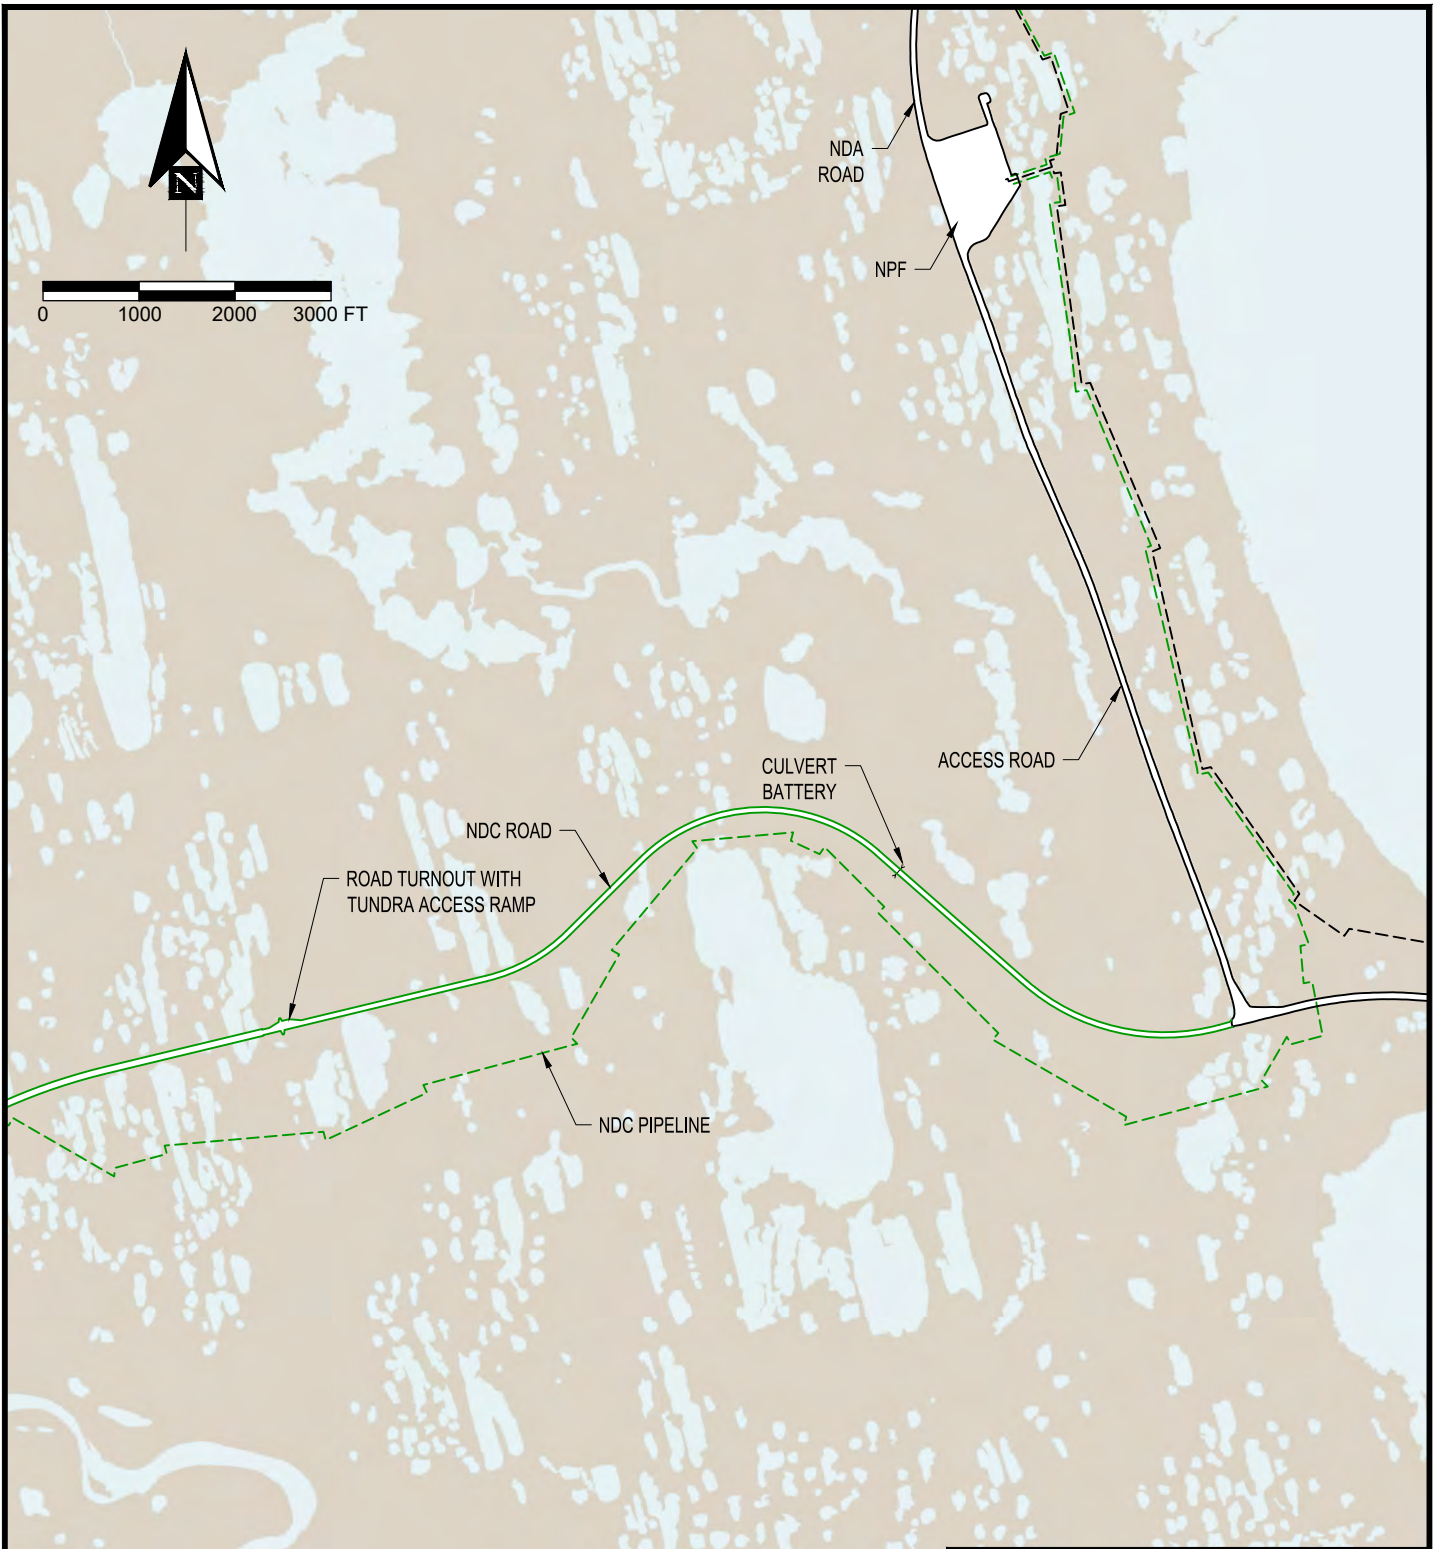 NDA
ROAD
NPF
0 1000 2000 3000 FT
CULVERT
BATTERY
ACCESS ROAD
NDC ROAD
ROAD TURNOUT WITH
TUNDRA ACCESS RAMP
NDC PIPELINE